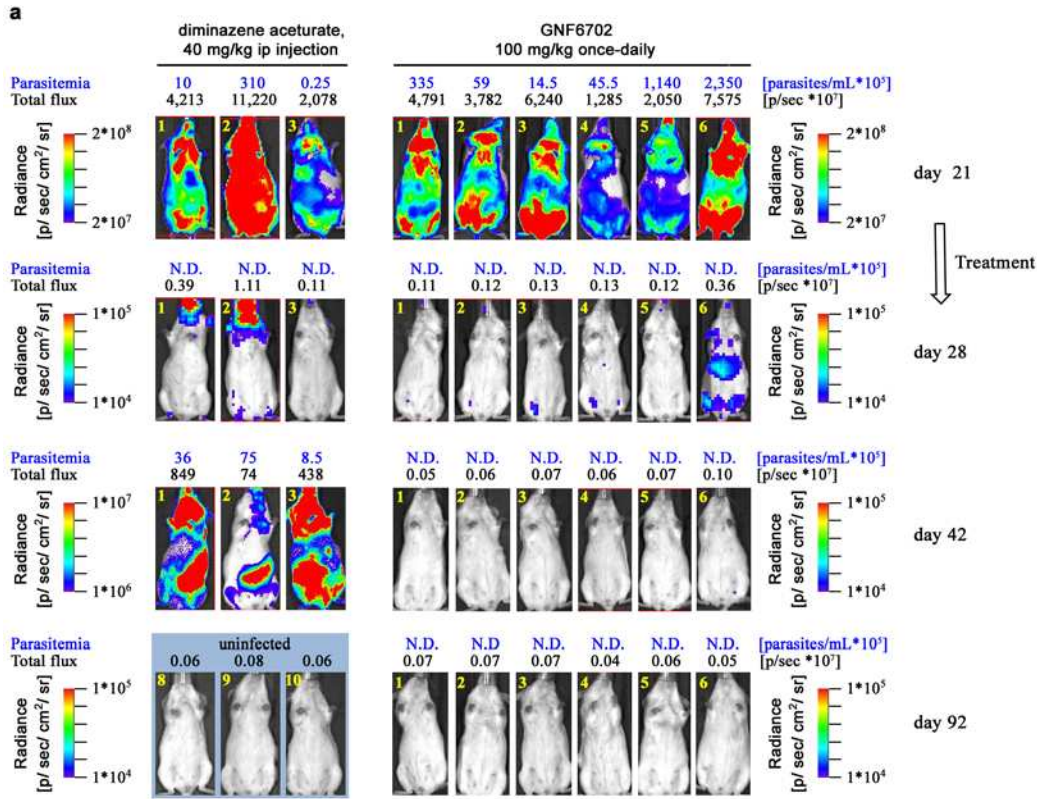 a
diminazene aceturate,
40 mg/kg ip injection
GNF6702
100 mg/kg once-daily
Parasitemia 10 310 0.25 335 59 14.5 45.5 1,140 2,350 [parasites/mL*10⁵]
Total flux 4,213 11,220 2,078 4,791 3,782 6,240 1,285 2,050 7,575 [p/sec *10⁷]
Radiance
[p/ sec/ cm²/ sr]
2*10⁸
2*10⁷
1 2 3 1 2 3 4 5 6
Radiance
[p/ sec/ cm²/ sr]
2*10⁸
2*10⁷
day 21
Treatment
Parasitemia N.D. N.D. N.D. N.D. N.D. N.D. N.D. N.D. N.D. [parasites/mL*10⁵]
Total flux 0.39 1.11 0.11 0.11 0.12 0.13 0.13 0.12 0.36 [p/sec *10⁷]
Radiance
[p/ sec/ cm²/ sr]
1*10⁵
1*10⁴
1 2 3 1 2 3 4 5 6
Radiance
[p/ sec/ cm²/ sr]
1*10⁵
1*10⁴
day 28
Parasitemia 36 75 8.5 N.D. N.D. N.D. N.D. N.D. N.D. [parasites/mL*10⁵]
Total flux 849 74 438 0.05 0.06 0.07 0.06 0.07 0.10 [p/sec *10⁷]
Radiance
[p/ sec/ cm²/ sr]
1*10⁷
1*10⁶
1 2 3 1 2 3 4 5 6
Radiance
[p/ sec/ cm²/ sr]
1*10⁵
1*10⁴
day 42
Parasitemia uninfected N.D. N.D N.D. N.D. N.D. N.D. [parasites/mL*10⁵]
Total flux 0.06 0.08 0.06 0.07 0.07 0.07 0.04 0.06 0.05 [p/sec *10⁷]
Radiance
[p/ sec/ cm²/ sr]
1*10⁵
1*10⁴
8 9 10 1 2 3 4 5 6
Radiance
[p/ sec/ cm²/ sr]
1*10⁵
1*10⁴
day 92